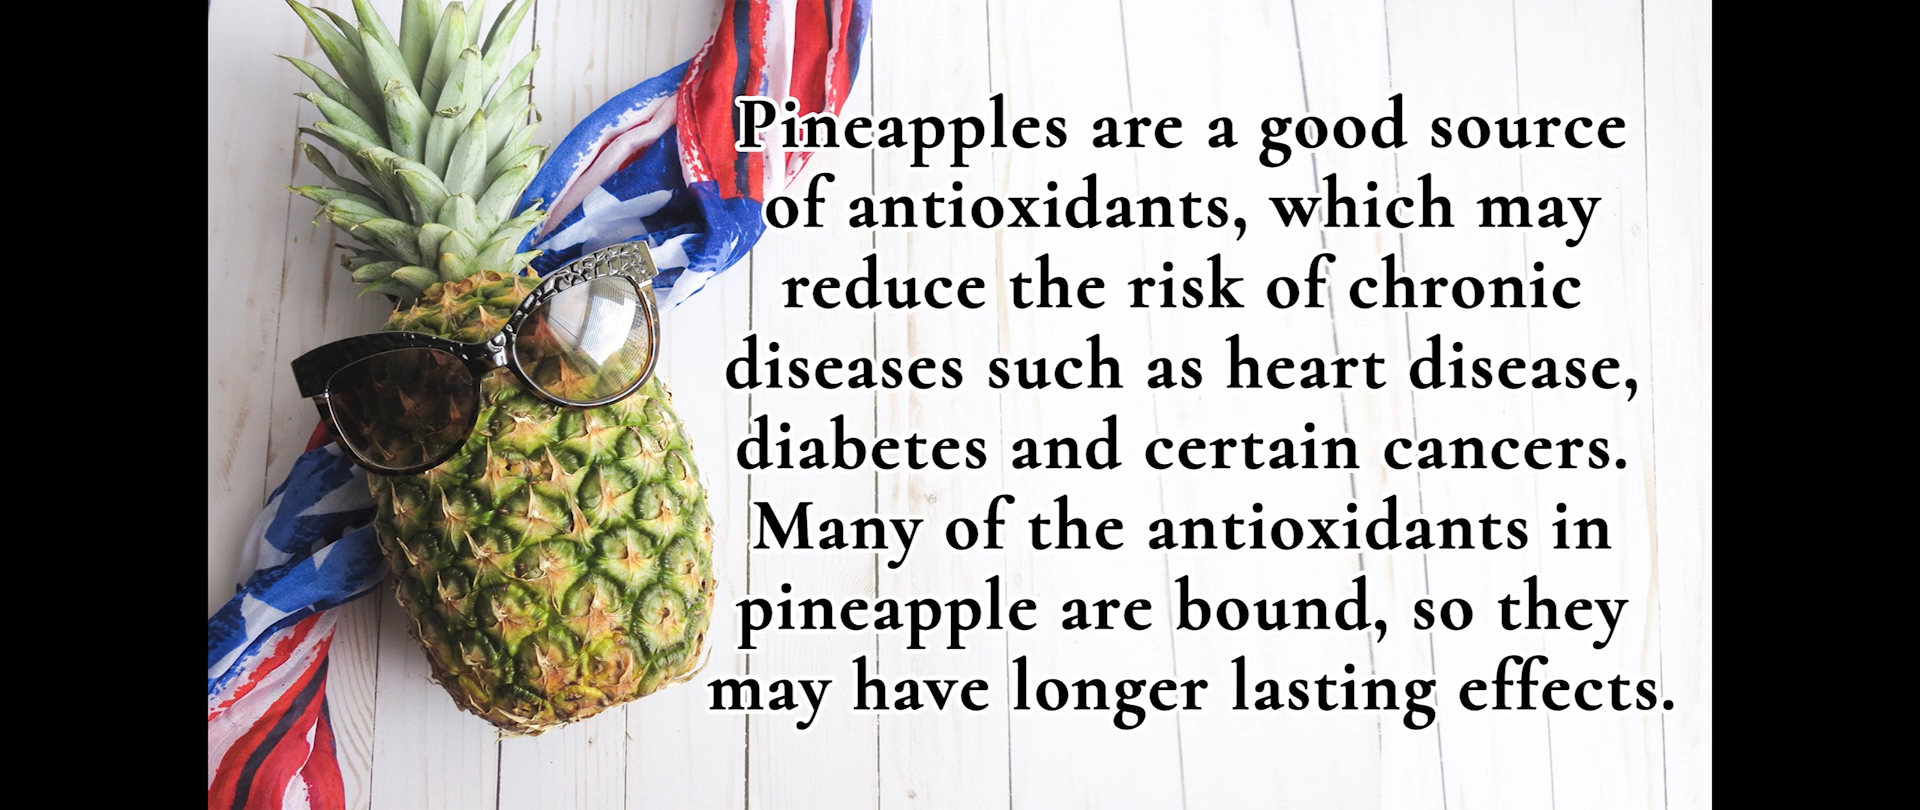 Pineapples are a good source
of antioxidants, which may
reduce the risk of chronic
diseases such as heart disease,
diabetes and certain cancers.
Many of the antioxidants in
pineapple are bound, so they
may have longer lasting effects.